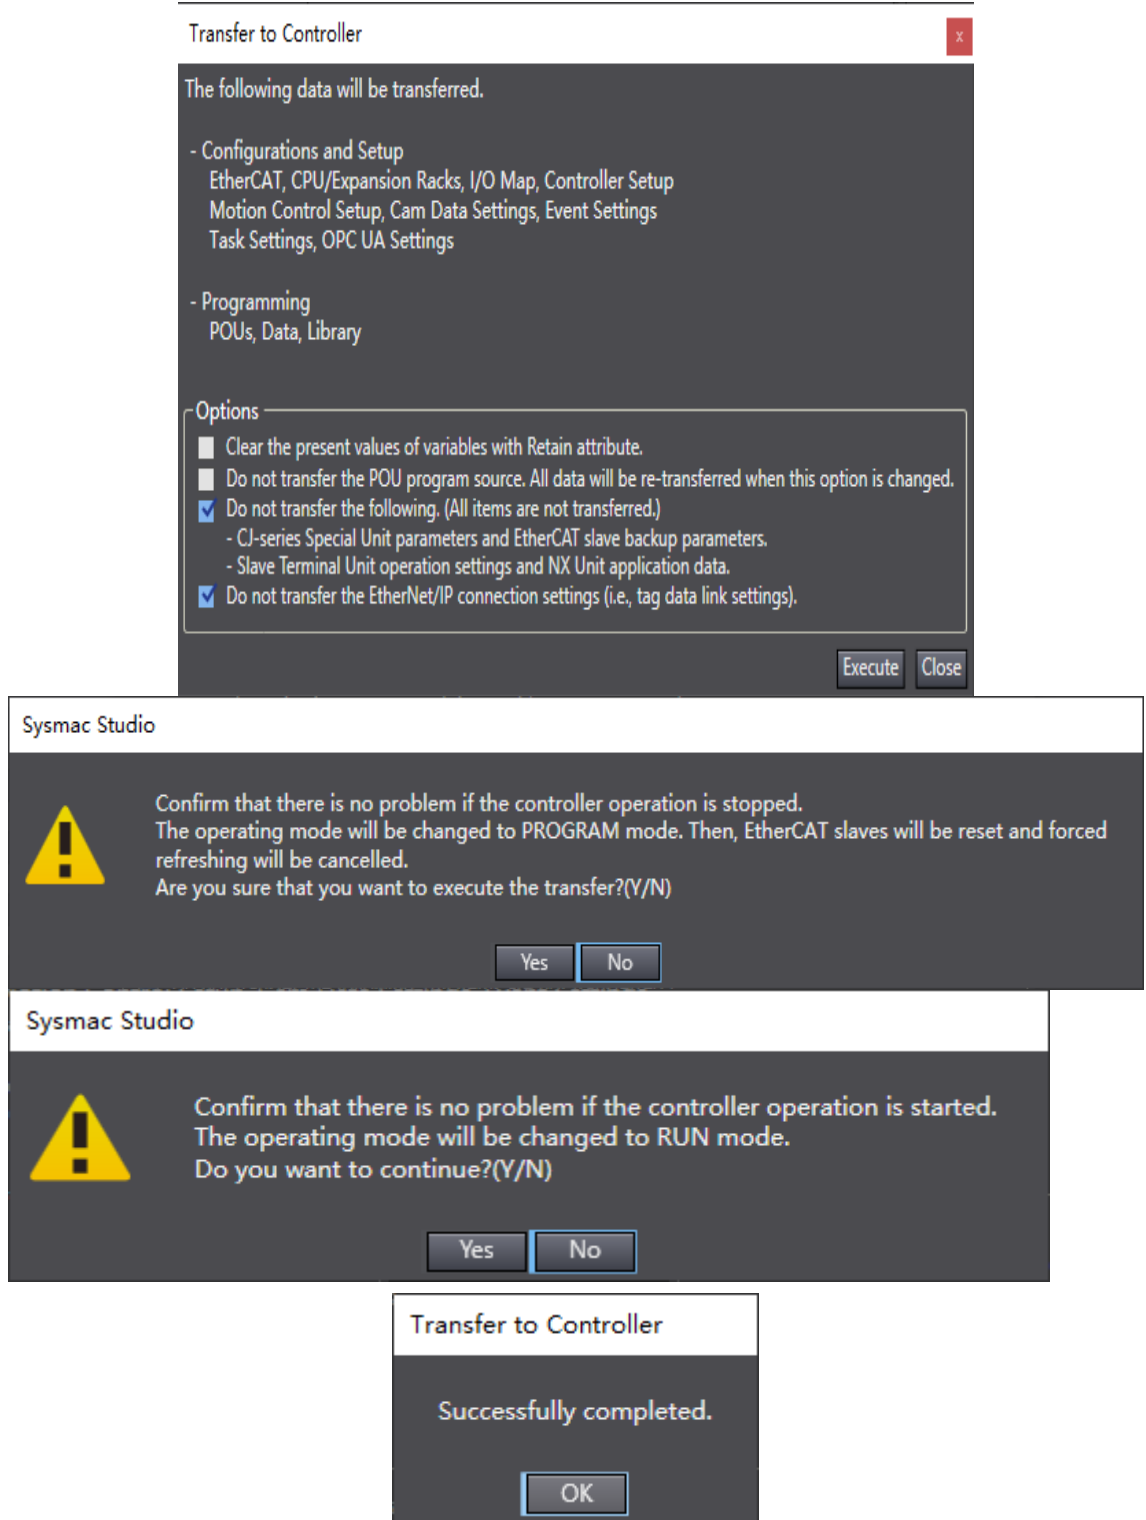 Transfer to Controller
x
The following data will be transferred.
- Configurations and Setup
EtherCAT, CPU/Expansion Racks, I/O Map, Controller Setup
Motion Control Setup, Cam Data Settings, Event Settings
Task Settings, OPC UA Settings
- Programming
POUs, Data, Library
Options
Clear the present values of variables with Retain attribute.
Do not transfer the POU program source. All data will be re-transferred when this option is changed.
Do not transfer the following. (All items are not transferred.)
- CJ-series Special Unit parameters and EtherCAT slave backup parameters.
- Slave Terminal Unit operation settings and NX Unit application data.
Do not transfer the EtherNet/IP connection settings (i.e., tag data link settings).
Execute Close
Sysmac Studio
Confirm that there is no problem if the controller operation is stopped.
The operating mode will be changed to PROGRAM mode. Then, EtherCAT slaves will be reset and forced
refreshing will be cancelled.
Are you sure that you want to execute the transfer?(Y/N)
Yes No
Sysmac Studio
Confirm that there is no problem if the controller operation is started.
The operating mode will be changed to RUN mode.
Do you want to continue?(Y/N)
Yes No
Transfer to Controller
Successfully completed.
OK